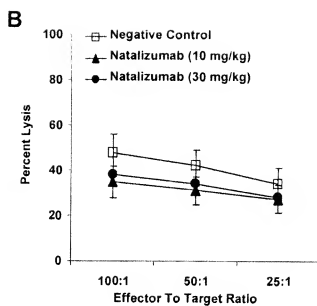 B
100
80
60
40
20
0
Percent Lysis
Negative Control
Natalizumab (10 mg/kg)
Natalizumab (30 mg/kg)
100:1 50:1 25:1
Effector To Target Ratio